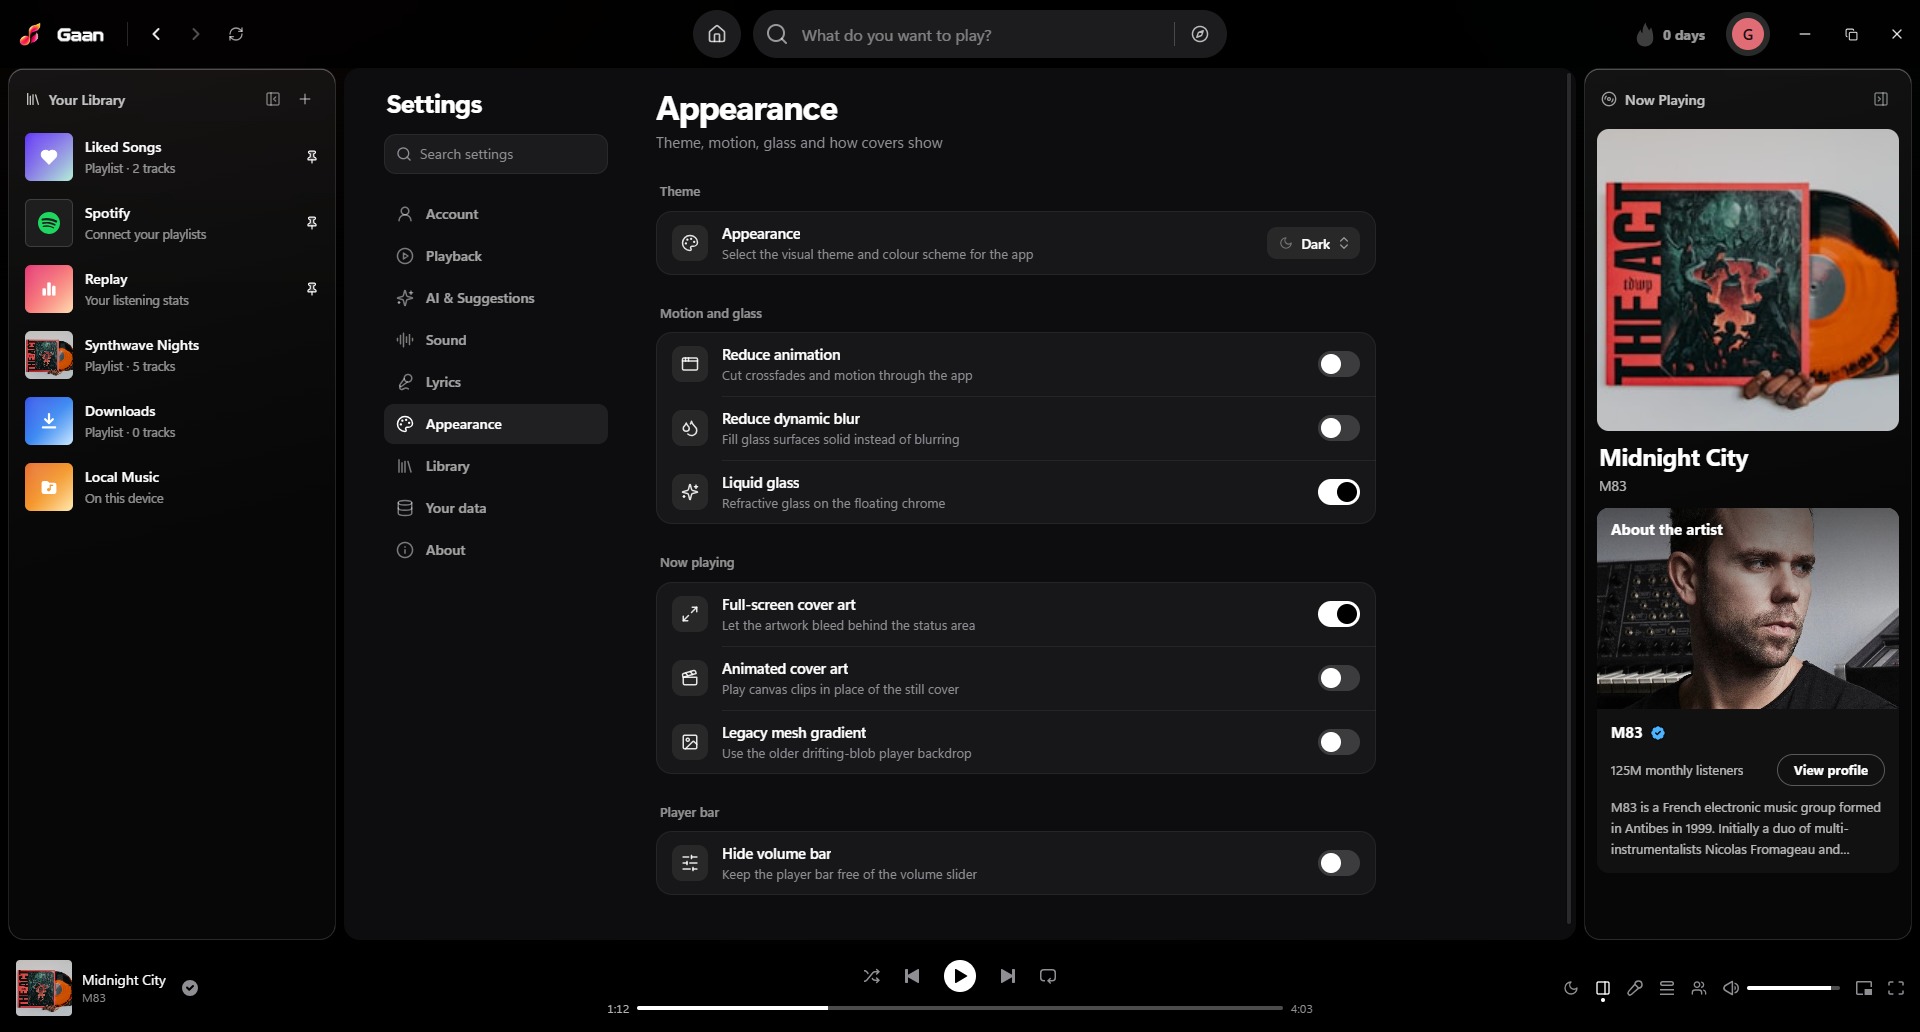 Gaan
What do you want to play?
0 days
G
Your Library
Liked Songs
Playlist · 2 tracks
Spotify
Connect your playlists
Replay
Your listening stats
Synthwave Nights
Playlist · 5 tracks
Downloads
Playlist · 0 tracks
Local Music
On this device
Settings
Search settings
Account
Playback
AI & Suggestions
Sound
Lyrics
Appearance
Library
Your data
About
Appearance
Theme, motion, glass and how covers show
Theme
Appearance
Select the visual theme and colour scheme for the app
Dark
Motion and glass
Reduce animation
Cut crossfades and motion through the app
Reduce dynamic blur
Fill glass surfaces solid instead of blurring
Liquid glass
Refractive glass on the floating chrome
Now playing
Full-screen cover art
Let the artwork bleed behind the status area
Animated cover art
Play canvas clips in place of the still cover
Legacy mesh gradient
Use the older drifting-blob player backdrop
Player bar
Hide volume bar
Keep the player bar free of the volume slider
Now Playing
THE ACT
tdwp
Midnight City
M83
About the artist
M83
125M monthly listeners
View profile
M83 is a French electronic music group formed
in Antibes in 1999. Initially a duo of multi-
instrumentalists Nicolas Fromageau and...
Midnight City
M83
1:12
4:03